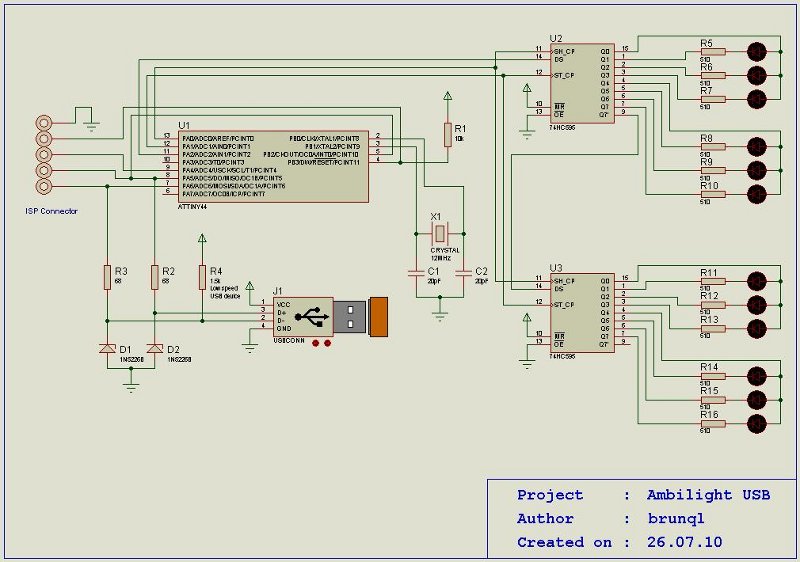 U2
11 SH_CP Q0 15
14 DS Q1 1
Q2 2
12 ST_CP Q3 3
Q4 4
Q5 5
Q6 6
10 MR Q7 7
13 OE Q7' 9
74HC595
R5
510
R6
510
R7
510
R8
510
R9
510
R10
510
U1
13 PA0/ADC0/AREF/PCINT0 PB0/CLKI/XTAL1/PCINT8 2
12 PA1/ADC1/AIN0/PCINT1 PB1/XTAL2/PCINT9 3
11 PA2/ADC2/AIN1/PCINT2 PB2/CKOUT/OC0A/INT0/PCINT10 5
10 PA3/ADC3/T0/PCINT3 PB3/DW/RESET/PCINT11 4
9 PA4/ADC4/USCK/SCL/T1/PCINT4
8 PA5/ADC5/DO/MISO/OC1B/PCINT5
7 PA6/ADC6/MOSI/SDA/OC1A/PCINT6
6 PA7/ADC7/OC0B/ICP/PCINT7
ATTINY44
R1
10k
ISP Connector
X1
CRYSTAL
12MHz
C1
20pF
C2
20pF
R3
68
R2
68
R4
1.5k
Low speed
USB device
J1
1 VCC
3 D+
2 D-
4 GND
USBCONN
D1
1N5226B
D2
1N5226B
U3
11 SH_CP Q0 15
14 DS Q1 1
Q2 2
12 ST_CP Q3 3
Q4 4
Q5 5
Q6 6
10 MR Q7 7
13 OE Q7' 9
74HC595
R11
510
R12
510
R13
510
R14
510
R15
510
R16
510
Project : Ambilight USB
Author : brunql
Created on : 26.07.10